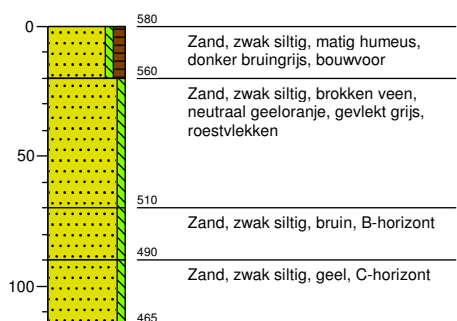 0
580
Zand, zwak siltig, matig humeus,
donker bruingrijs, bouwvoor
560
Zand, zwak siltig, brokken veen,
neutraal geeloranje, gevlekt grijs,
roestvlekken
50
510
Zand, zwak siltig, bruin, B-horizont
490
Zand, zwak siltig, geel, C-horizont
100
465